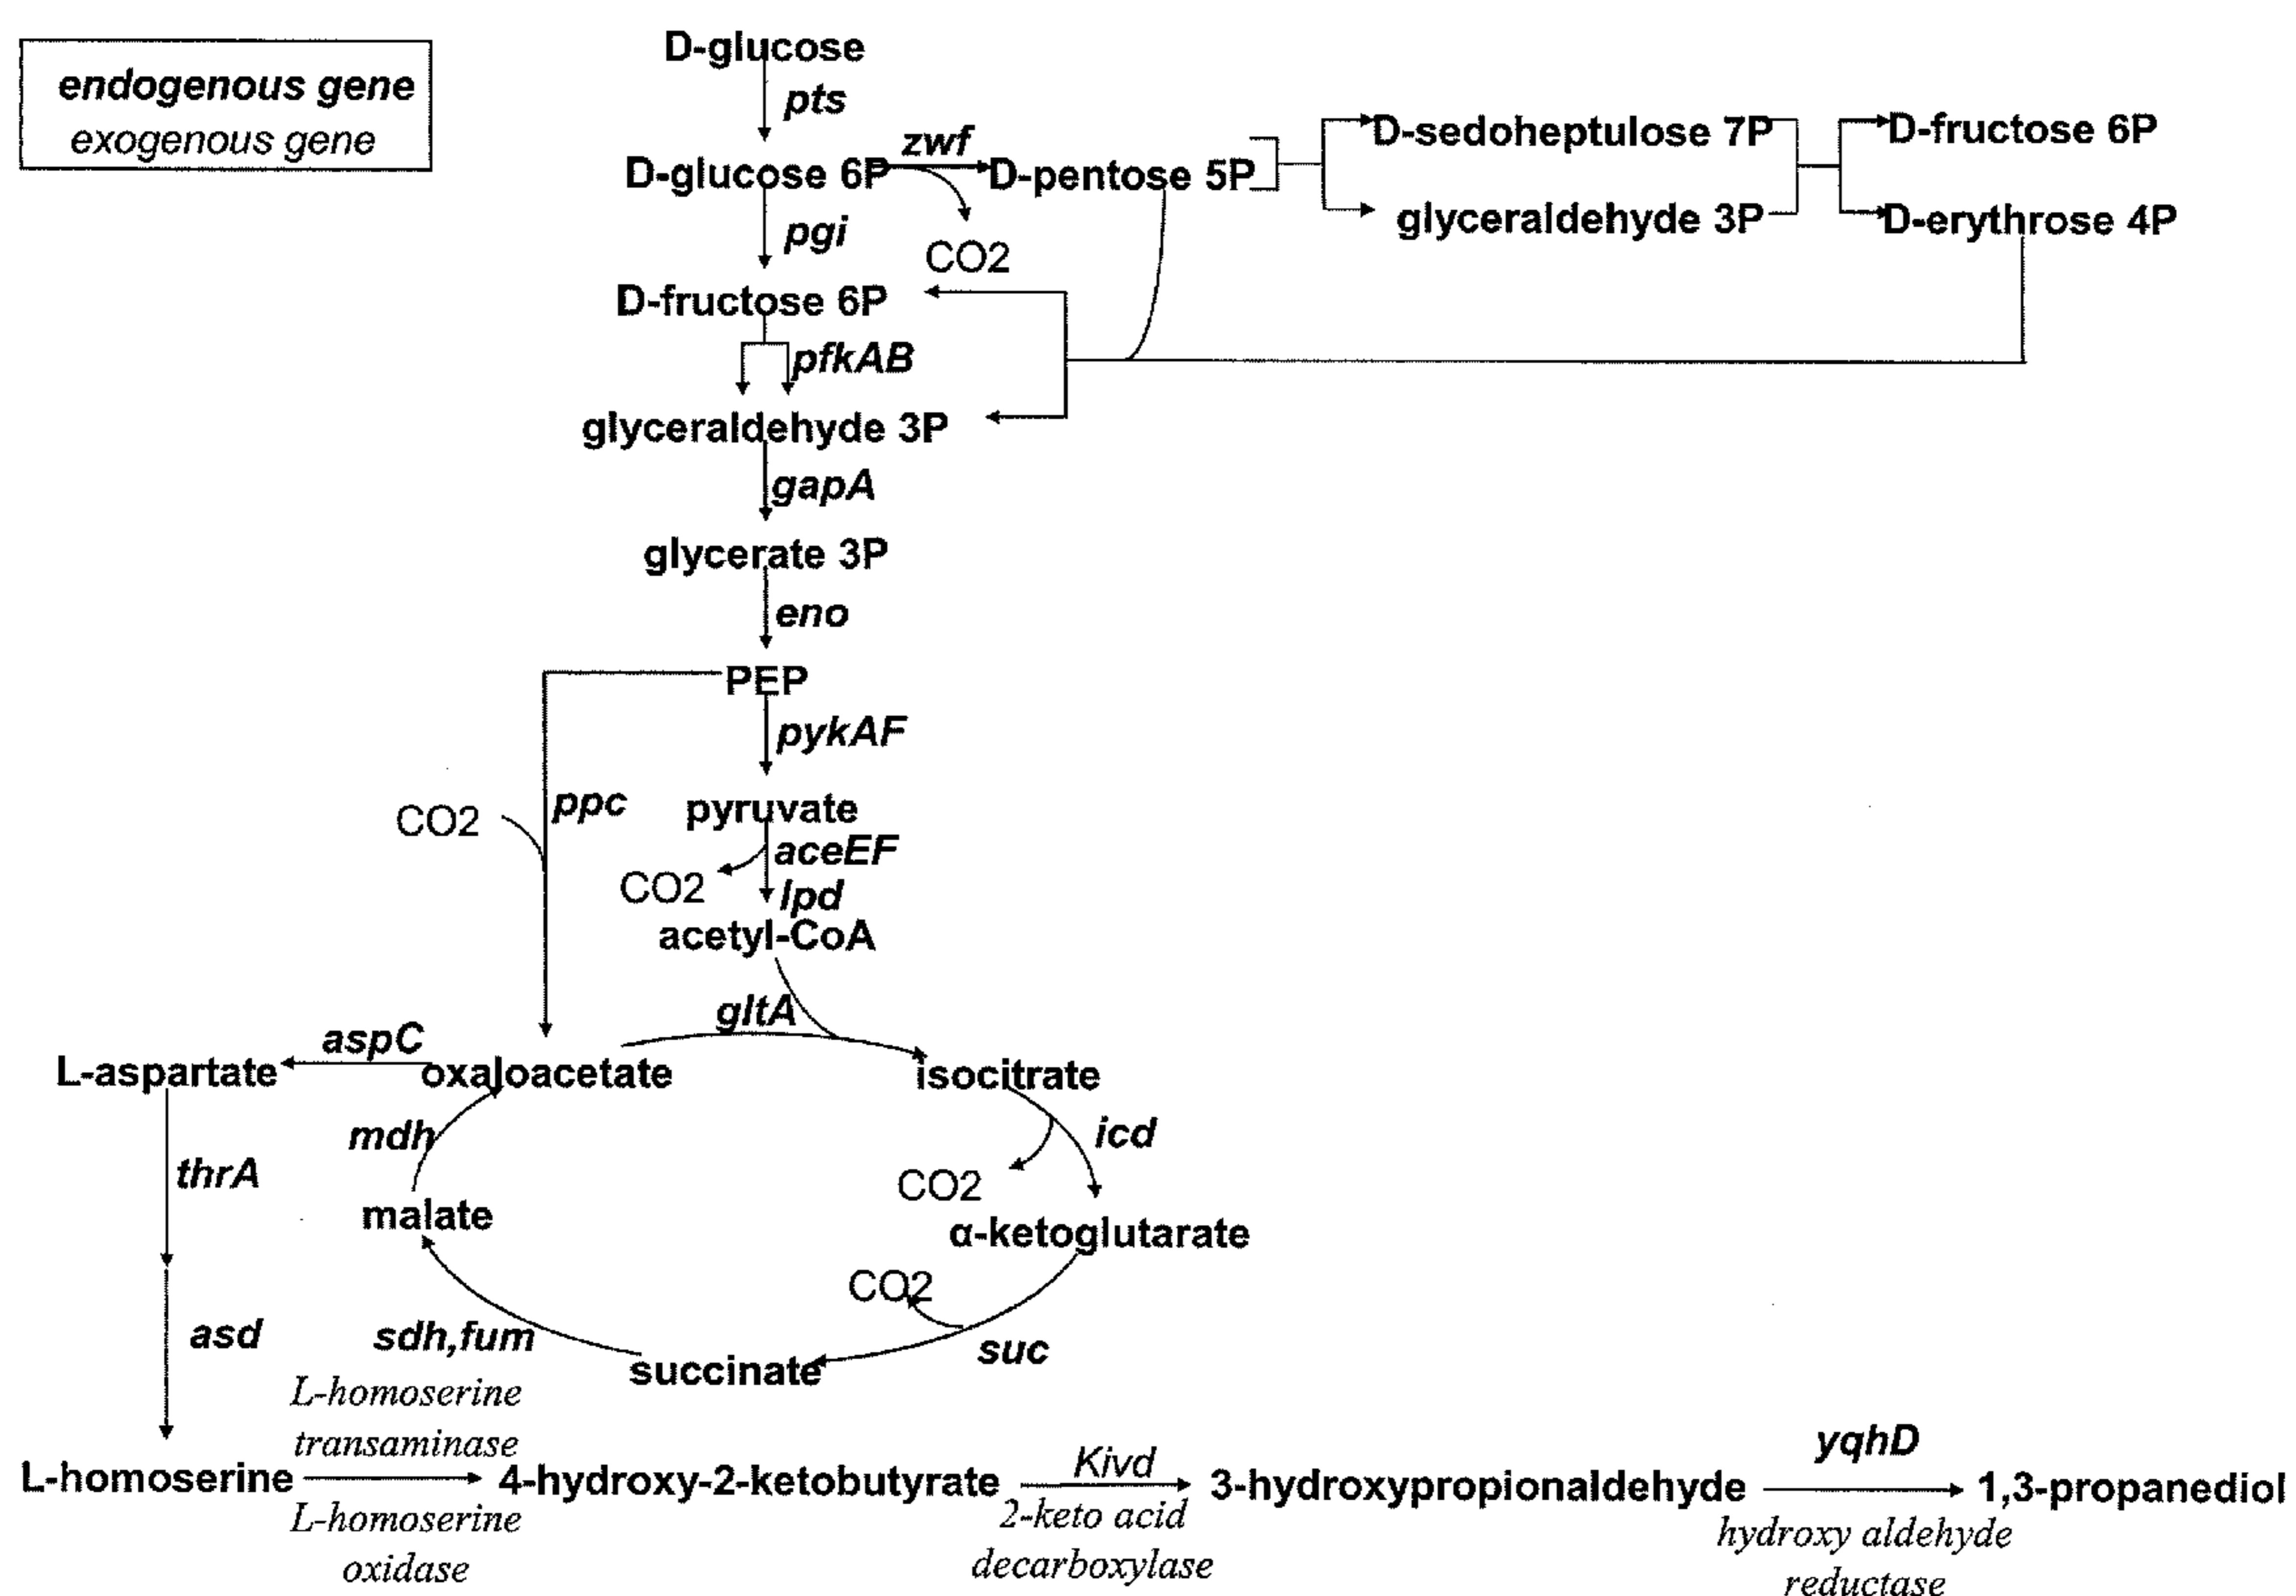 endogenous gene
exogenous gene
D-glucose
pts
D-glucose 6P
zwf
D-pentose 5P
CO2
D-sedoheptulose 7P
glyceraldehyde 3P
D-fructose 6P
D-erythrose 4P
pgi
D-fructose 6P
pfkAB
glyceraldehyde 3P
gapA
glycerate 3P
eno
PEP
pykAF
ppc
CO2
pyruvate
aceEF
CO2
lpd
acetyl-CoA
gltA
aspC
L-aspartate
oxaloacetate
isocitrate
mdh
icd
thrA
CO2
malate
α-ketoglutarate
CO2
asd
sdh,fum
suc
succinate
L-homoserine
transaminase
L-homoserine
4-hydroxy-2-ketobutyrate
L-homoserine
oxidase
Kivd
2-keto acid
decarboxylase
3-hydroxypropionaldehyde
yqhD
hydroxy aldehyde
reductase
1,3-propanediol